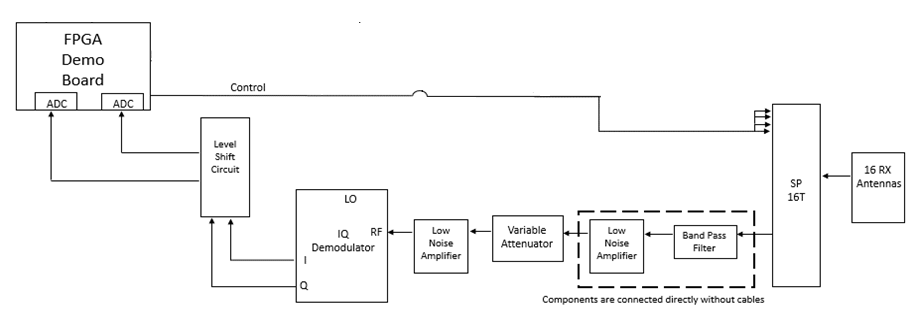 FPGA
Demo
Board
ADC
ADC
Control
Level
Shift
Circuit
SP
16T
16 RX
Antennas
LO
IQ
Demodulator
RF
I
Q
Low
Noise
Amplifier
Variable
Attenuator
Low
Noise
Amplifier
Band Pass
Filter
Components are connected directly without cables